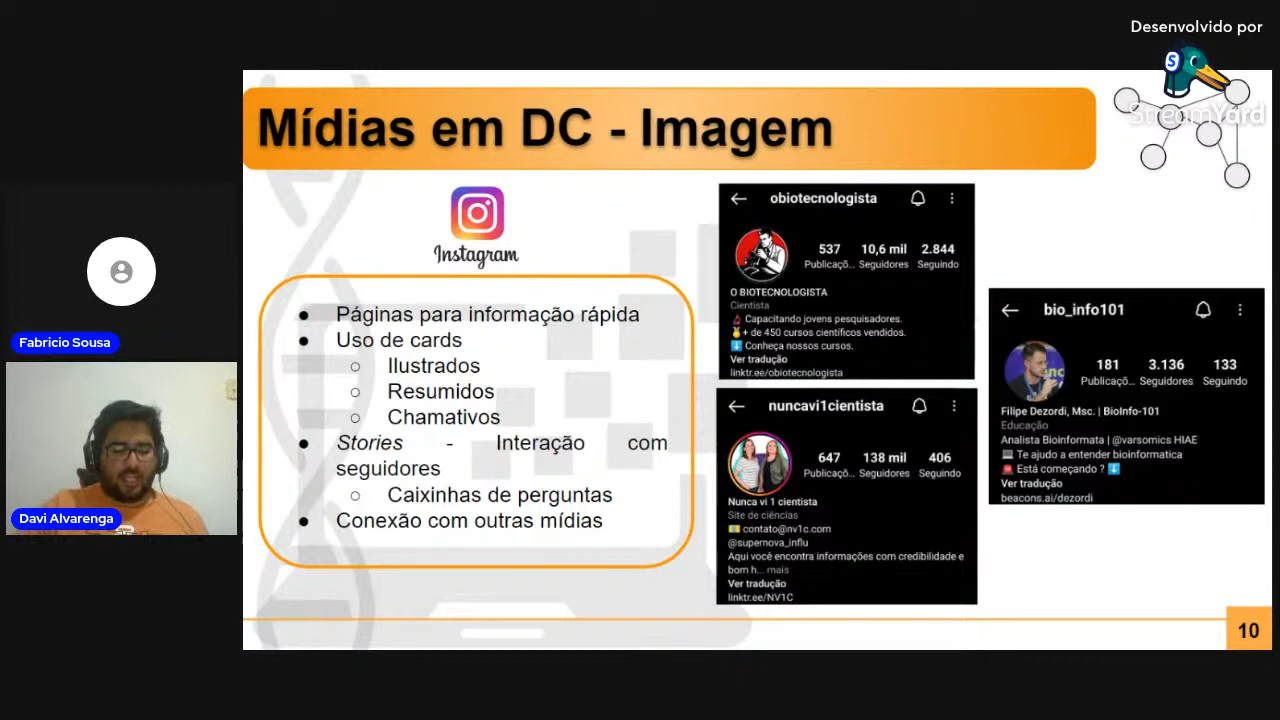 Desenvolvido por
StreamYard
Mídias em DC - Imagem
Instagram
● Páginas para informação rápida
● Uso de cards
○ Ilustrados
○ Resumidos
○ Chamativos
● Stories - Interação com
seguidores
○ Caixinhas de perguntas
● Conexão com outras mídias
obiotecnologista
537 10,6 mil 2.844
Publicaçõ... Seguidores Seguindo
O BIOTECNOLOGISTA
Cientista
Capacitando jovens pesquisadores.
+ de 450 cursos científicos vendidos.
Conheça nossos cursos.
Ver tradução
linktr.ee/obiotecnologista
nuncavi1cientista
647 138 mil 406
Publicaçõ... Seguidores Seguindo
Nunca vi 1 cientista
Site de ciências
contato@nv1c.com
@supernova_influ
Aqui você encontra informações com credibilidade e
bom h... mais
Ver tradução
linktr.ee/NV1C
bio_info101
181 3.136 133
Publicaçõ... Seguidores Seguindo
Filipe Dezordi, Msc. | BioInfo-101
Educação
Analista Bioinformata | @varsomics HIAE
Te ajudo a entender bioinformatica
Está começando ?
Ver tradução
beacons.ai/dezordi
10
Fabricio Sousa
Davi Alvarenga